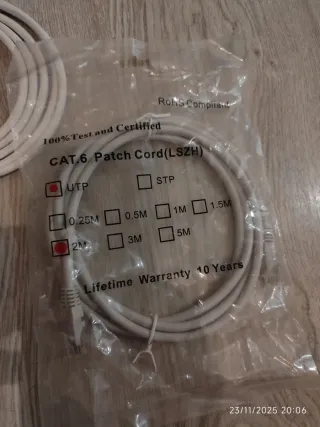 RoHS Compliant
100%Test and Certified
CAT.6 Patch Cord(LSZH)
UTP STP
0.25M 0.5M 1M 1.5M
2M 3M 5M
Lifetime Warranty 10 Years
23/11/2025 20:06